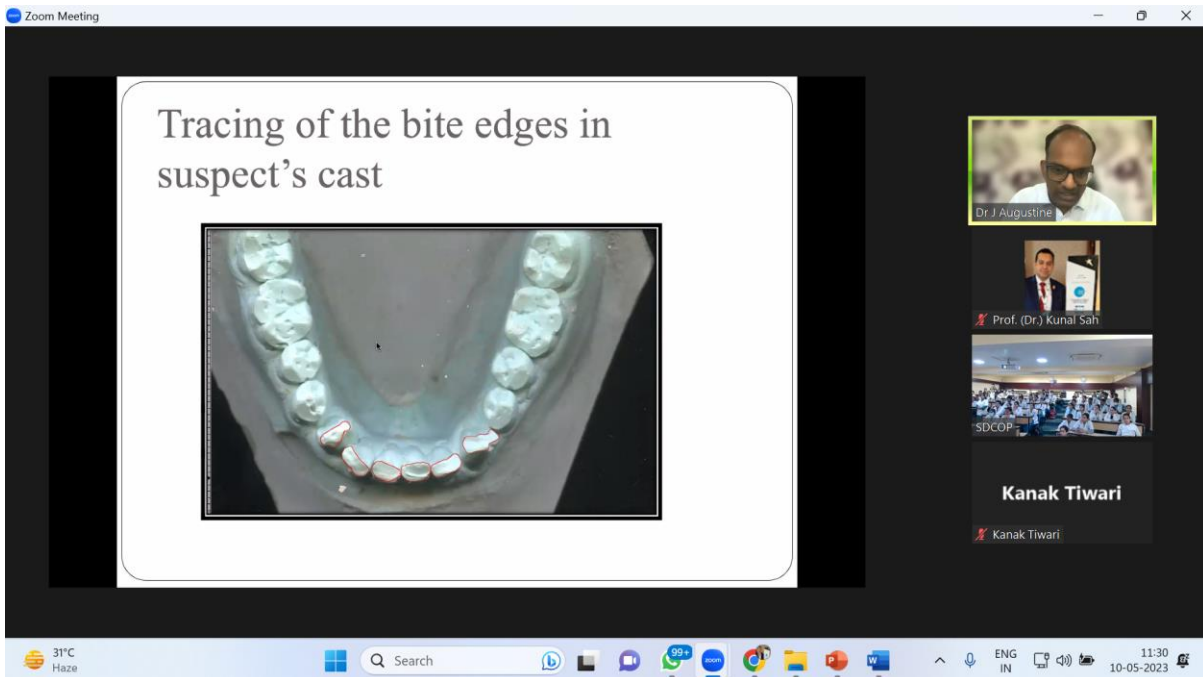 Zoom Meeting
Tracing of the bite edges in
suspect's cast
Dr J Augustine
Prof. (Dr.) Kunal Sah
SDCOP
Kanak Tiwari
Kanak Tiwari
31°C
Haze
Search
99+
zoom
ENG
IN
11:30
10-05-2023